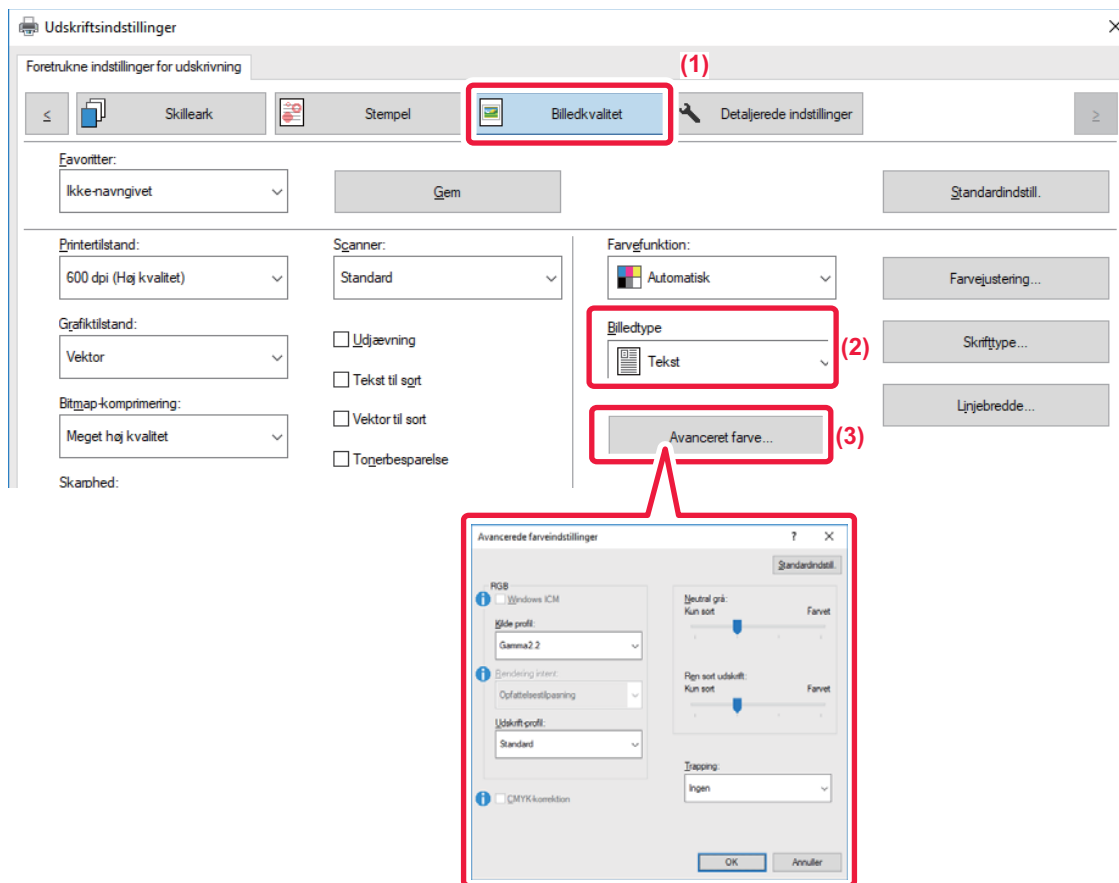 Udskriftsindstillinger
Foretrukne indstillinger for udskrivning
(1)
<
Skilleark
Stempel
Billedkvalitet
Detaljerede indstillinger
>
Favoritter:
Ikke-navngivet
Gem
Standardindstill.
Printertilstand:
600 dpi (Høj kvalitet)
Scanner:
Standard
Farvefunktion:
Automatisk
Farvejustering...
Grafiktilstand:
Vektor
Udjævning
Tekst til sort
Billedtype
Tekst
(2)
Skrifttype...
Bitmap-komprimering:
Meget høj kvalitet
Vektor til sort
Tonerbesparelse
Avanceret farve...
(3)
Linjebredde...
Skarphed:
Avancerede farveindstillinger
?
Standardindstill.
RGB
Windows ICM
Kilde profil:
Gamma2.2
Rendering intent:
Opfattelsestilpasning
Udskrift-profil:
Standard
CMYK-korrektion
Neutral grå:
Kun sort Farvet
Ren sort udskrift:
Kun sort Farvet
Trapping:
Ingen
OK
Annuller